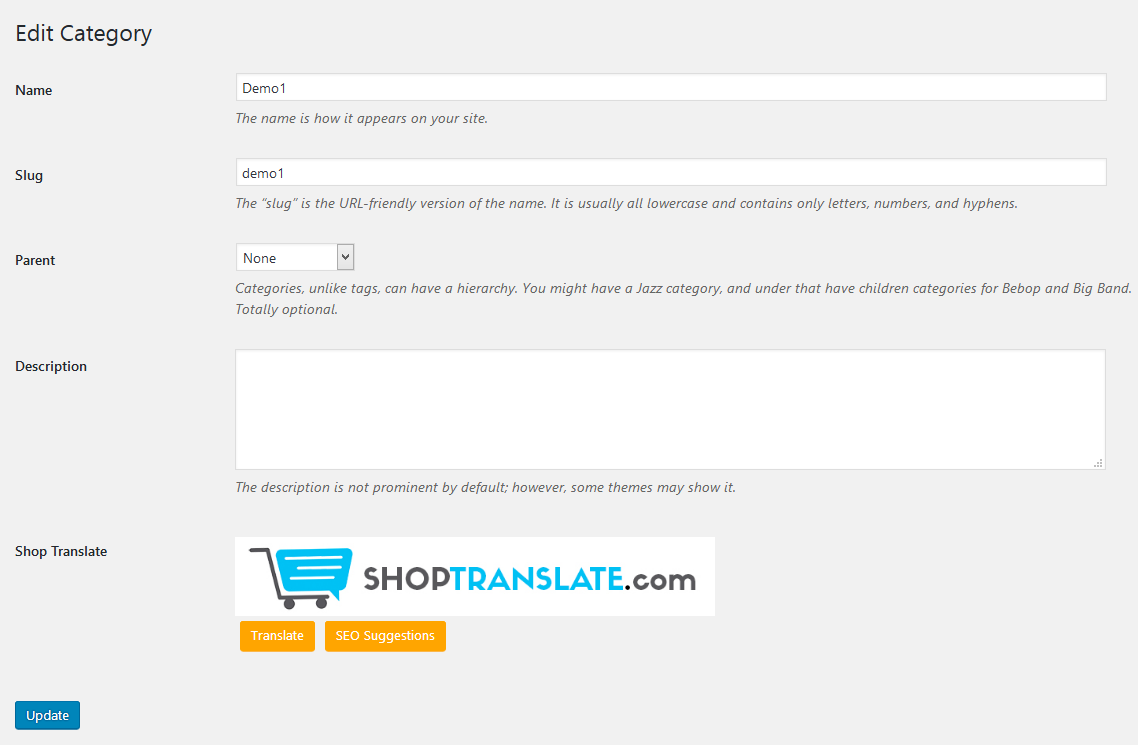 Edit Category
Name
Demo1
The name is how it appears on your site.
Slug
demo1
The “slug” is the URL-friendly version of the name. It is usually all lowercase and contains only letters, numbers, and hyphens.
Parent
None
Categories, unlike tags, can have a hierarchy. You might have a Jazz category, and under that have children categories for Bebop and Big Band.
Totally optional.
Description
The description is not prominent by default; however, some themes may show it.
Shop Translate
SHOPTRANSLATE.com
Translate SEO Suggestions
Update